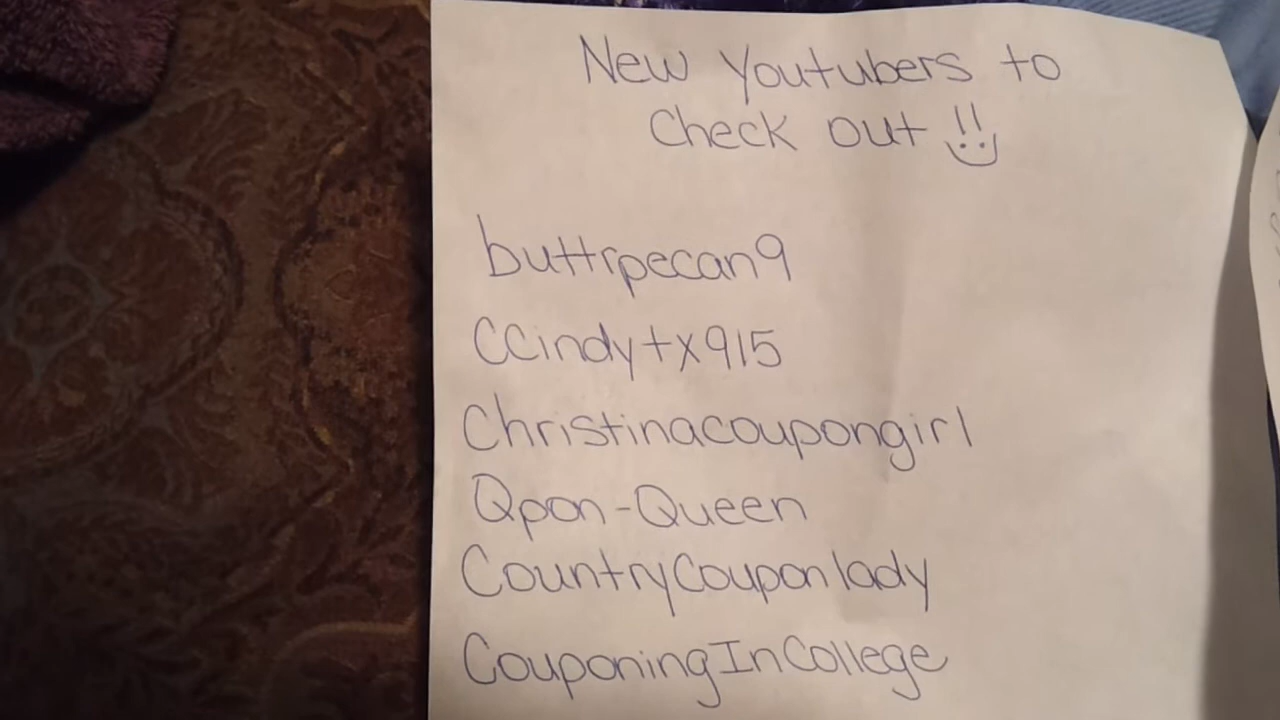 New Youtubers to
Check out !!
buttrpecan9
CCindytx915
Christinacoupongirl
Qpon-Queen
CountryCouponlady
CouponingInCollege